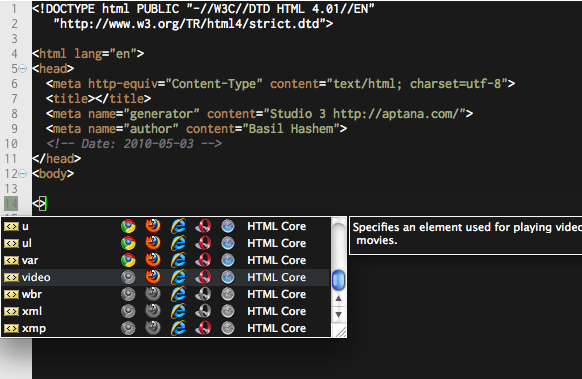 1 <!DOCTYPE html PUBLIC "-//W3C//DTD HTML 4.01//EN"
2 "http://www.w3.org/TR/html4/strict.dtd">
3
4 <html lang="en">
5 <head>
6 <meta http-equiv="Content-Type" content="text/html; charset=utf-8">
7 <title></title>
8 <meta name="generator" content="Studio 3 http://aptana.com/">
9 <meta name="author" content="Basil Hashem">
10 <!-- Date: 2010-05-03 -->
11 </head>
12 <body>
13
14 <>
u HTML Core
ul HTML Core
var HTML Core
video HTML Core
wbr HTML Core
xml HTML Core
xmp HTML Core
Specifies an element used for playing video
movies.